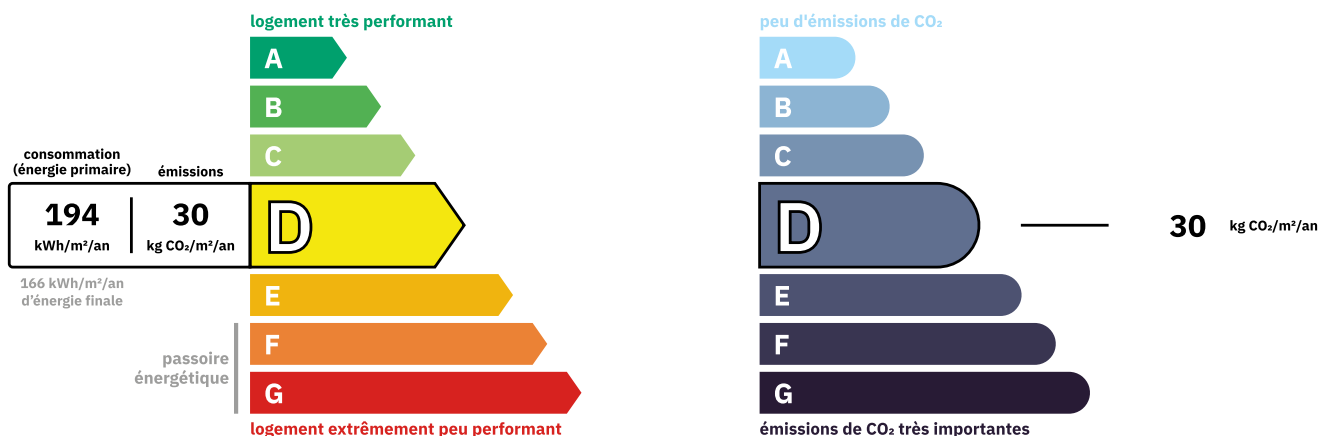 logement très performant
A
B
C
consommation
(énergie primaire)
émissions
194
kWh/m²/an
30
kg CO₂/m²/an
D
166 kWh/m²/an
d'énergie finale
E
passoire
énergétique
F
G
logement extrêmement peu performant
peu d'émissions de CO₂
A
B
C
D
30 kg CO₂/m²/an
E
F
G
émissions de CO₂ très importantes